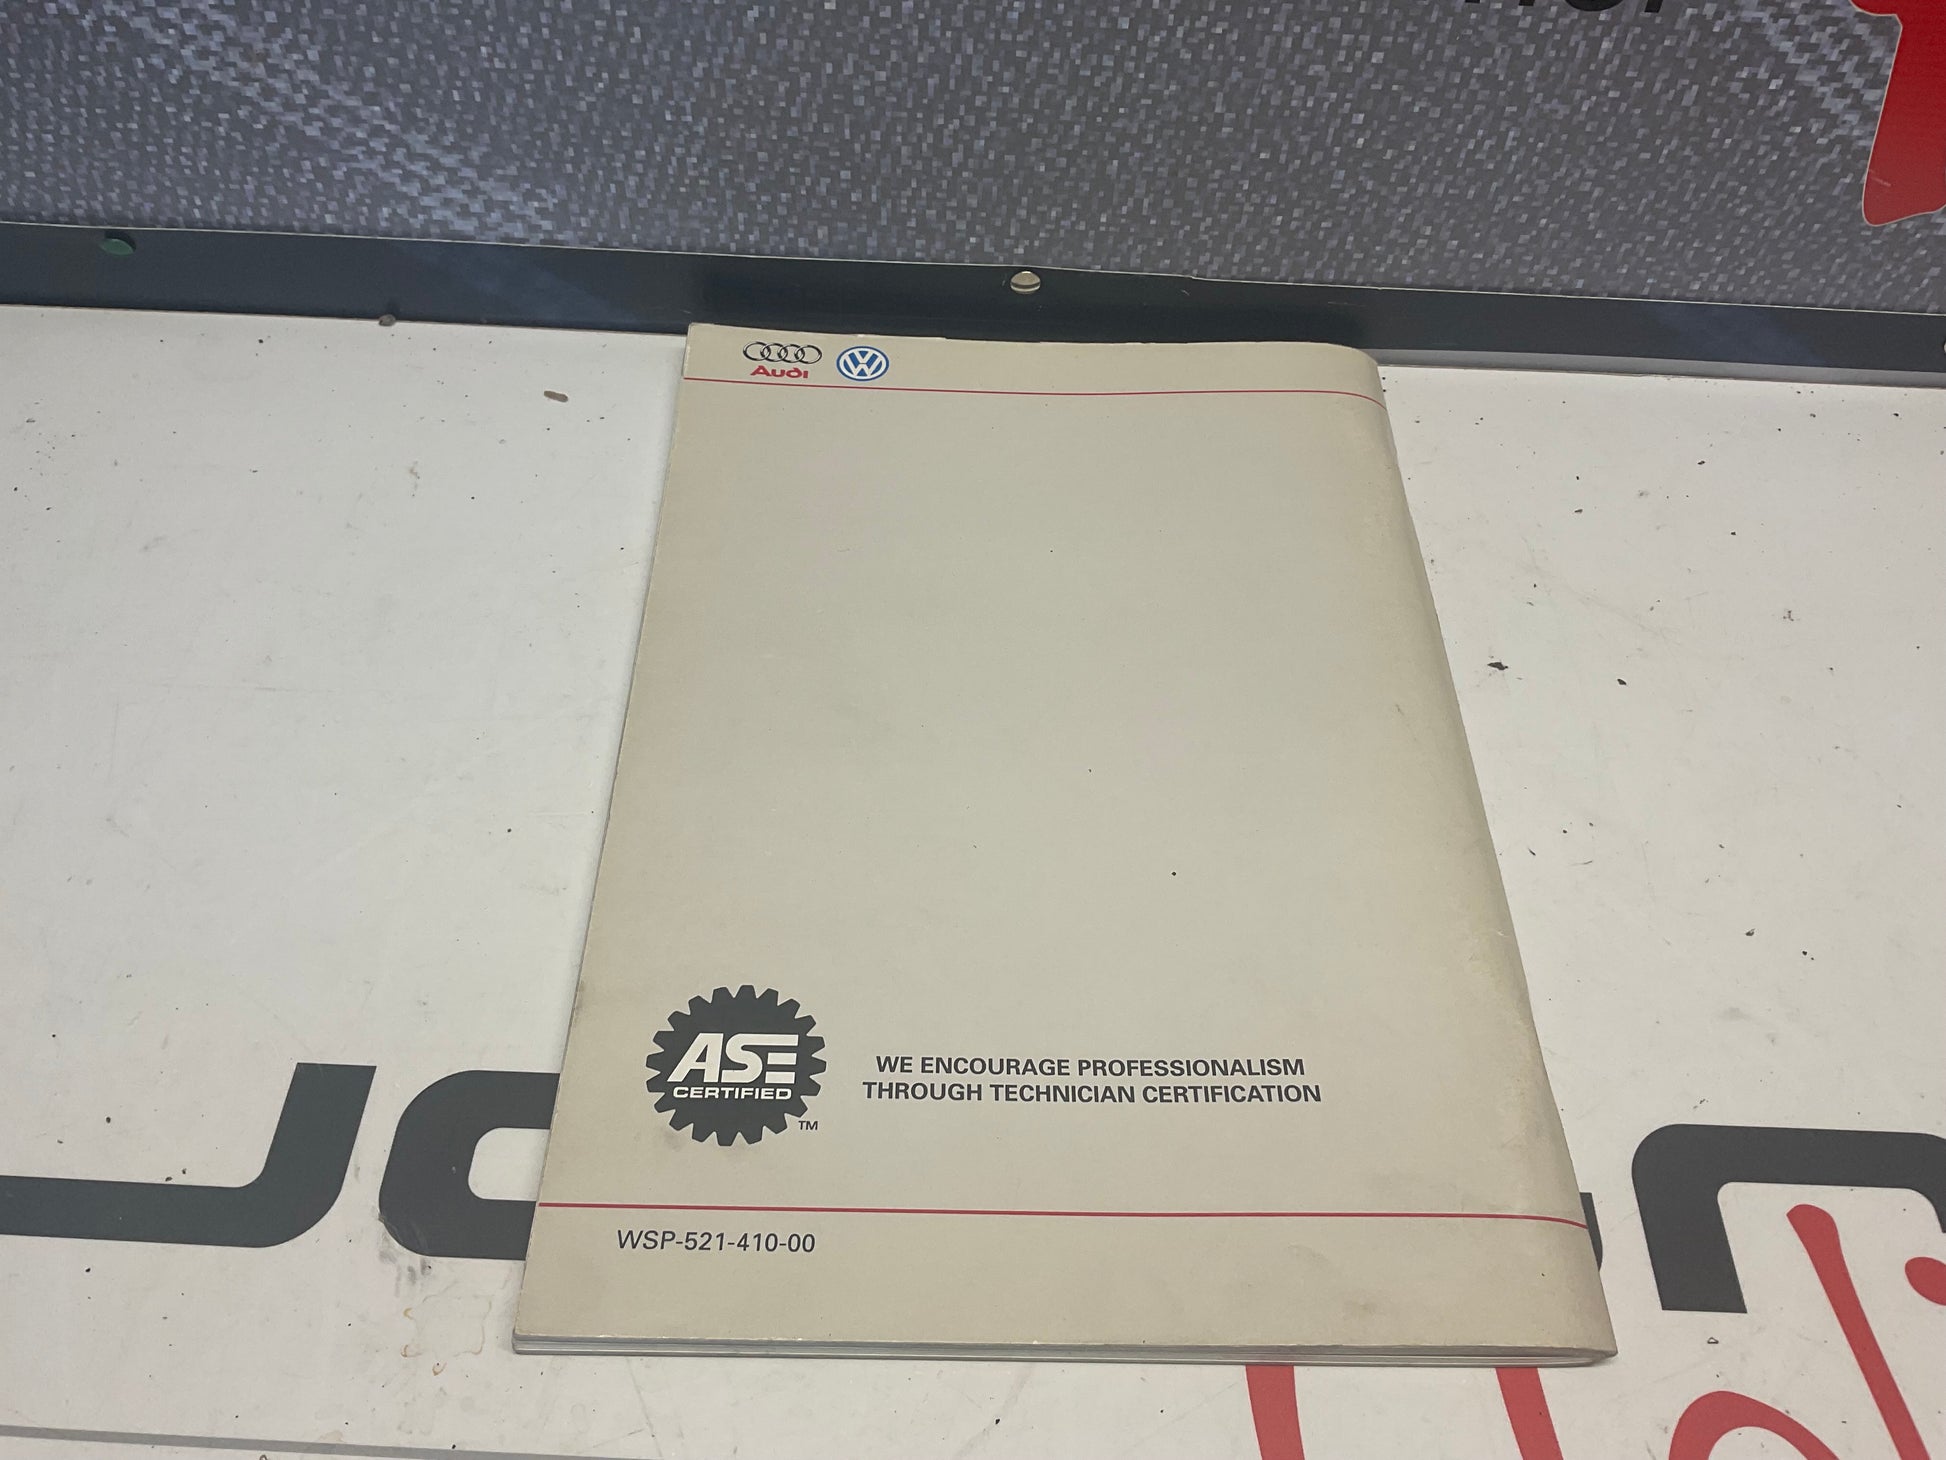 Audi
ASE
CERTIFIED
TM
WE ENCOURAGE PROFESSIONALISM
THROUGH TECHNICIAN CERTIFICATION
WSP-521-410-00